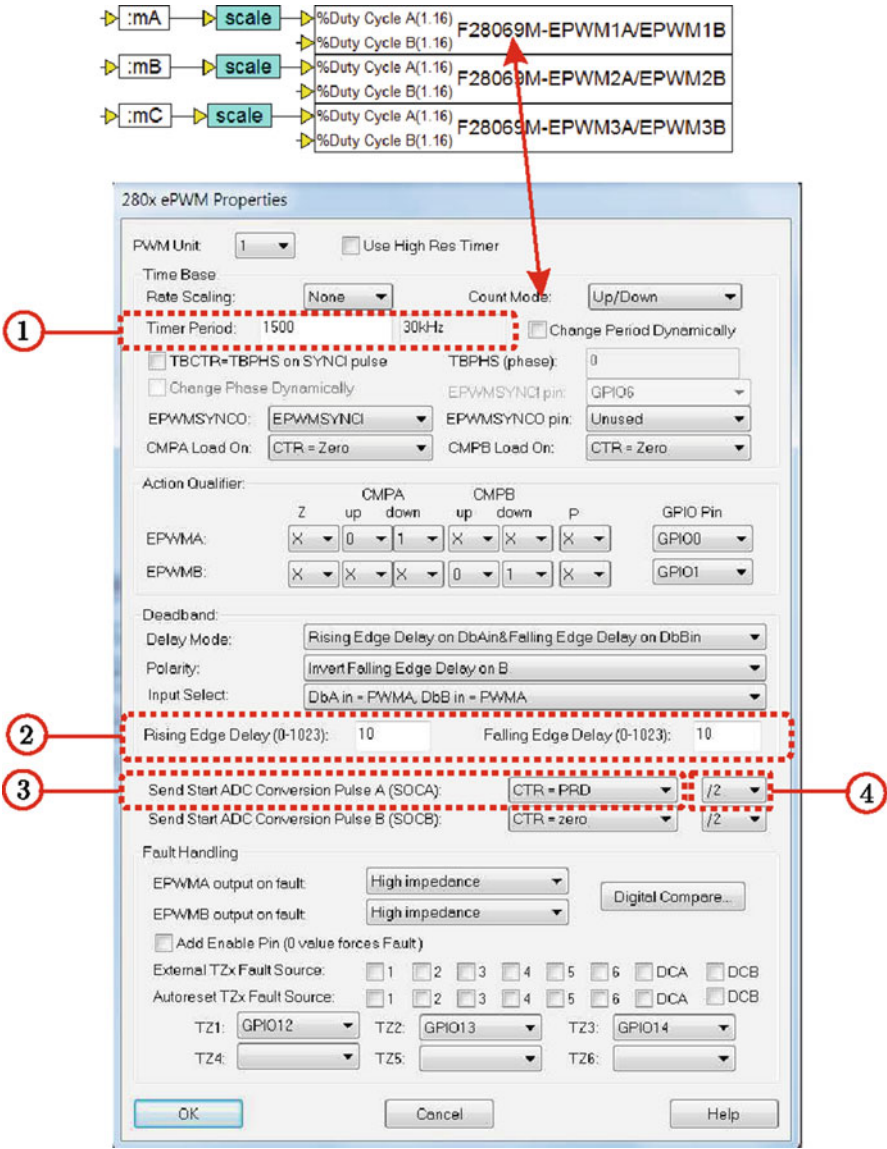 :mA scale %Duty Cycle A(1.16) F28069M-EPWM1A/EPWM1B
%Duty Cycle B(1.16)
:mB scale %Duty Cycle A(1.16) F28069M-EPWM2A/EPWM2B
%Duty Cycle B(1.16)
:mC scale %Duty Cycle A(1.16) F28069M-EPWM3A/EPWM3B
%Duty Cycle B(1.16)
280x ePWM Properties
PWM Unit 1 Use High Res Timer
Time Base
Rate Scaling: None Count Mode: Up/Down
1 Timer Period: 1500 30kHz Change Period Dynamically
TBCTR=TBPHS on SYNCI pulse TBPHS (phase): 0
Change Phase Dynamically EPWMSYNCI pin: GPIO6
EPWMSYNCO: EPWMSYNCI EPWMSYNCO pin: Unused
CMPA Load On: CTR = Zero CMPB Load On: CTR = Zero
Action Qualifier:
CMPA CMPB
Z up down up down P GPIO Pin
EPWMA: X 0 1 X X X GPIO0
EPWMB: X X X 0 1 X GPIO1
Deadband:
Delay Mode: Rising Edge Delay on DbAin&Falling Edge Delay on DbBin
Polarity: Invert Falling Edge Delay on B
Input Select: DbA in = PWMA, DbB in = PWMA
2 Rising Edge Delay (0-1023): 10 Falling Edge Delay (0-1023): 10
3 Send Start ADC Conversion Pulse A (SOCA): CTR = PRD /2 4
Send Start ADC Conversion Pulse B (SOCB): CTR = zero /2
Fault Handling
EPWMA output on fault: High impedance
Digital Compare...
EPWMB output on fault: High impedance
Add Enable Pin (0 value forces Fault)
External TZx Fault Source: 1 2 3 4 5 6 DCA DCB
Autoreset TZx Fault Source: 1 2 3 4 5 6 DCA DCB
TZ1: GPIO12 TZ2: GPIO13 TZ3: GPIO14
TZ4: TZ5: TZ6:
OK Cancel Help